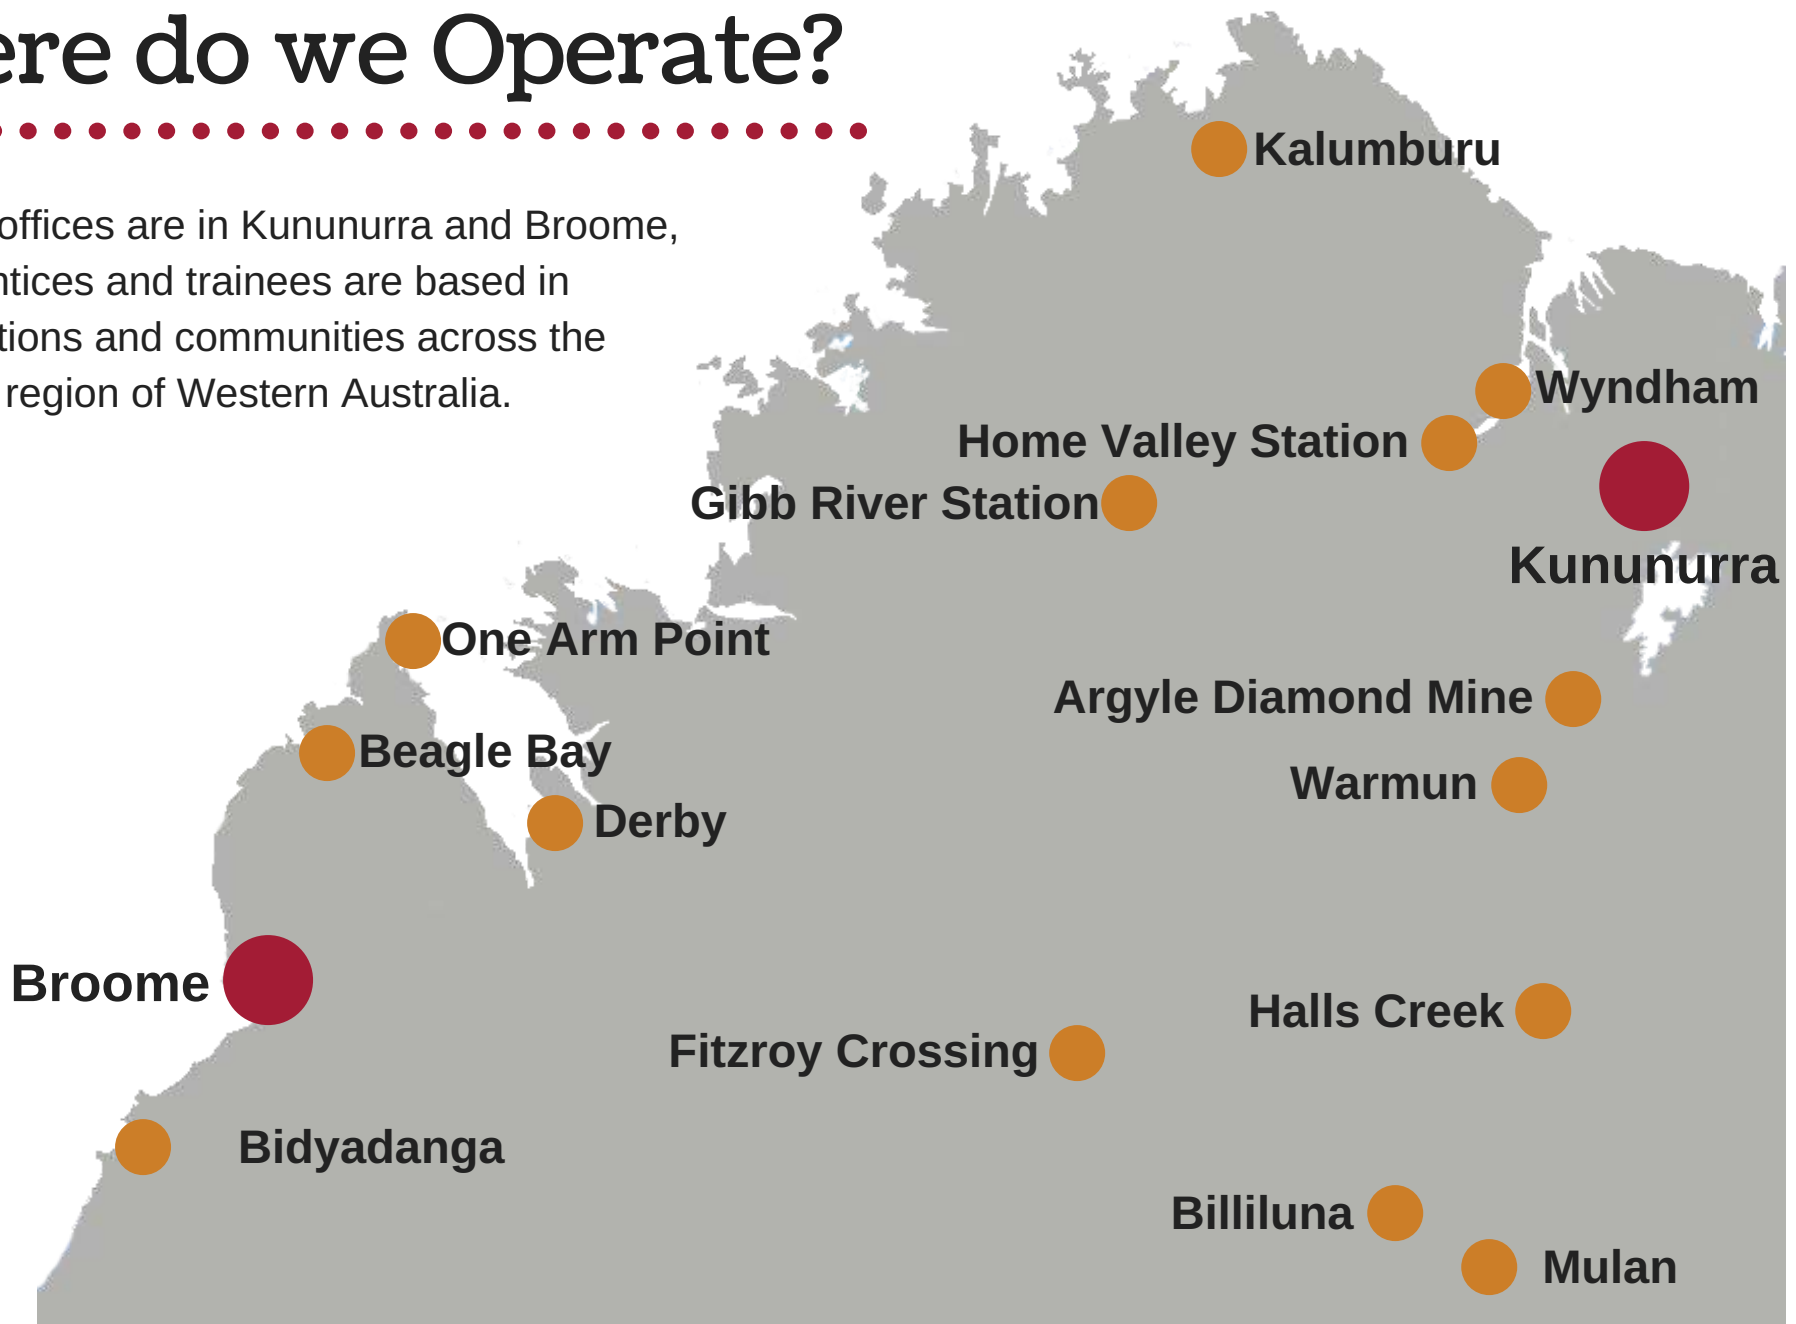 ere do we Operate?
offices are in Kununurra and Broome,
ntices and trainees are based in
tions and communities across the
region of Western Australia.
Kalumburu
Wyndham
Home Valley Station
Gibb River Station
Kununurra
One Arm Point
Argyle Diamond Mine
Beagle Bay
Warmun
Derby
Broome
Halls Creek
Fitzroy Crossing
Bidyadanga
Billiluna
Mulan